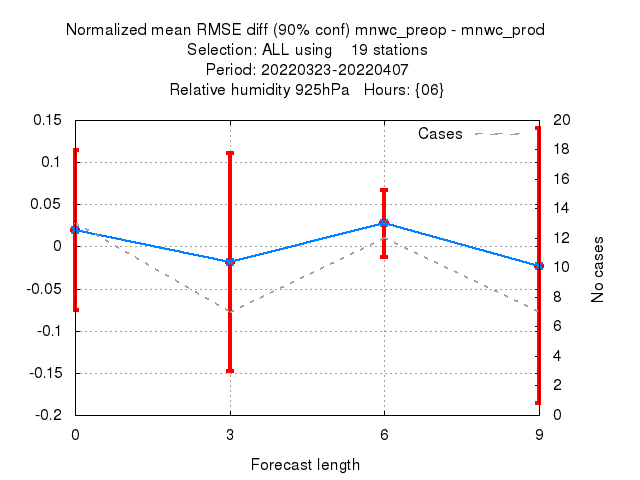 Normalized mean RMSE diff (90% conf) mnwc_preop - mnwc_prod
Selection: ALL using    19 stations
Period: 20220323-20220407
Relative humidity 925hPa   Hours: {06}
Cases
0.15
0.1
0.05
0
-0.05
-0.1
-0.15
-0.2
20
18
16
14
12
10
8
6
4
2
0
No cases
0 3 6 9
Forecast length